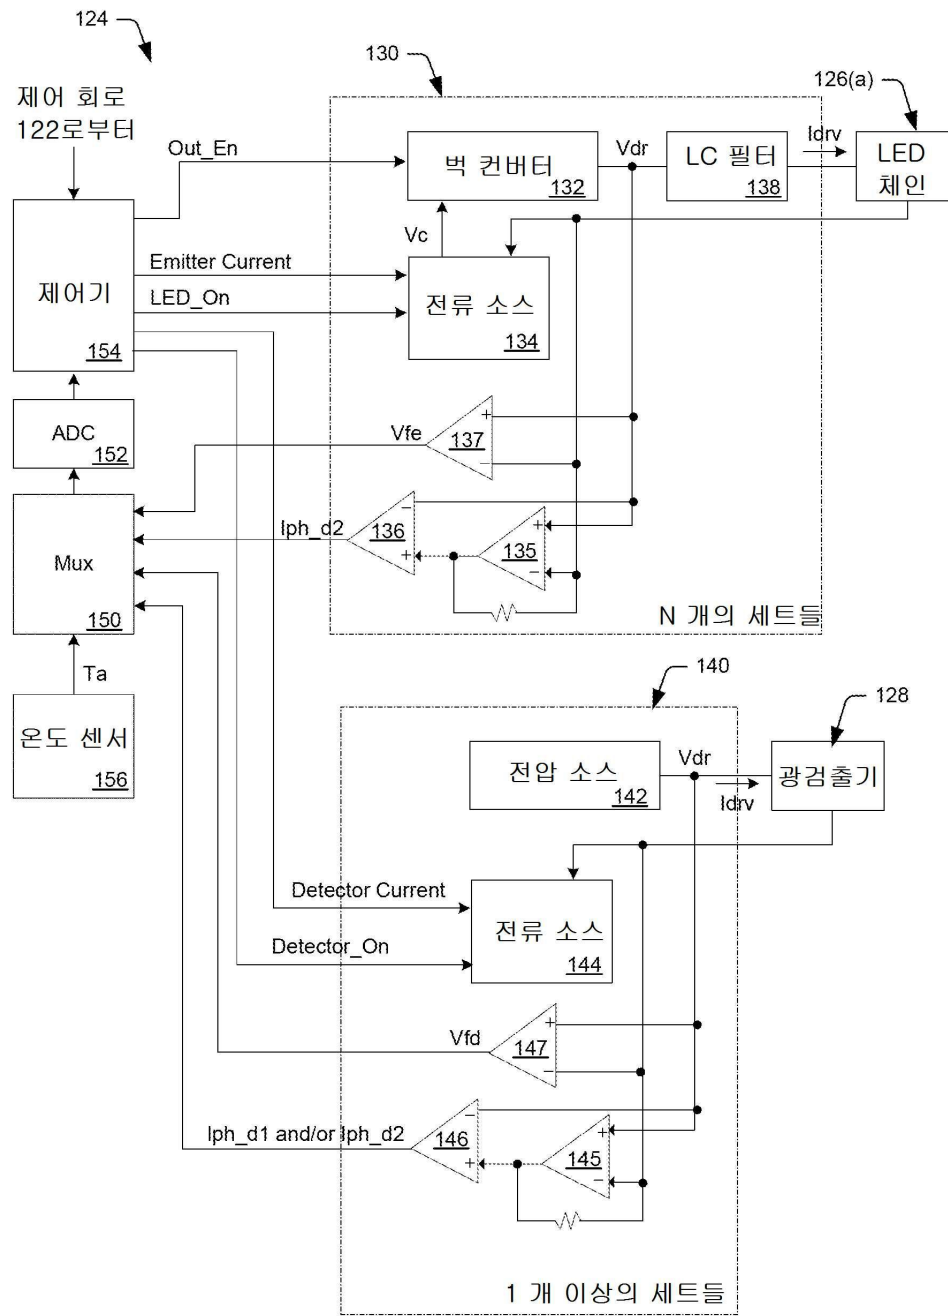 124
제어 회로
122로부터
130
126(a)
Out_En
벅 컨버터
132
Vdr
LC 필터
138
Idrv
LED
체인
Vc
Emitter Current
LED_On
제어기
154
전류 소스
134
ADC
152
Vfe
+
137
−
Mux
150
Iph_d2
−
136
+
+
135
−
N 개의 세트들
Ta
온도 센서
156
140
128
전압 소스
142
Vdr
Idrv
광검출기
Detector Current
전류 소스
144
Detector_On
Vfd
+
147
−
Iph_d1 and/or Iph_d2
−
146
+
+
145
−
1 개 이상의 세트들